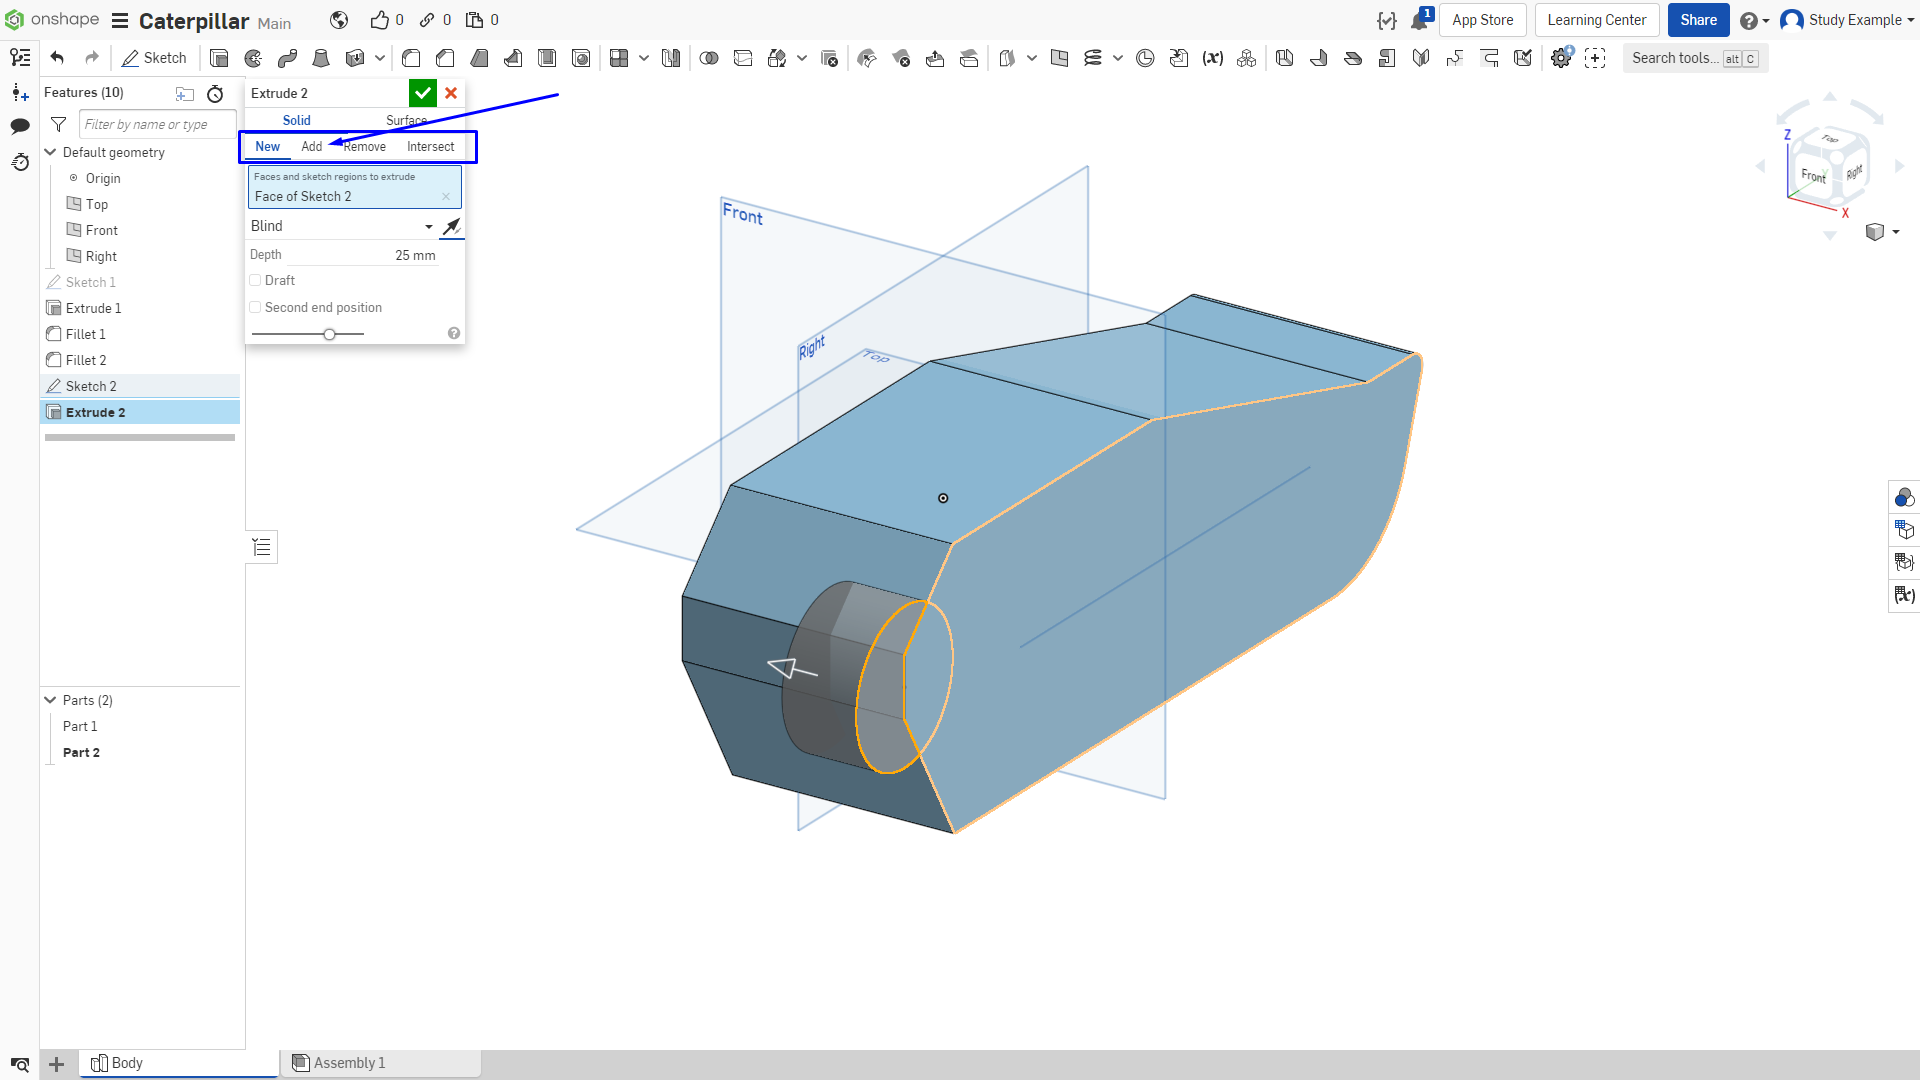 onshape Caterpillar Main 0 0 0 1 App Store Learning Center Share Study Example
Sketch (x) Search tools... alt C
Features (10)
Filter by name or type
Default geometry
Origin
Top
Front
Right
Sketch 1
Extrude 1
Fillet 1
Fillet 2
Sketch 2
Extrude 2
Parts (2)
Part 1
Part 2
Extrude 2
Solid Surface
New Add Remove Intersect
Faces and sketch regions to extrude
Face of Sketch 2
Blind
Depth 25 mm
Draft
Second end position
Front
Right
Top
Z
Top
Front
Right
Y
X
(x)
Body Assembly 1